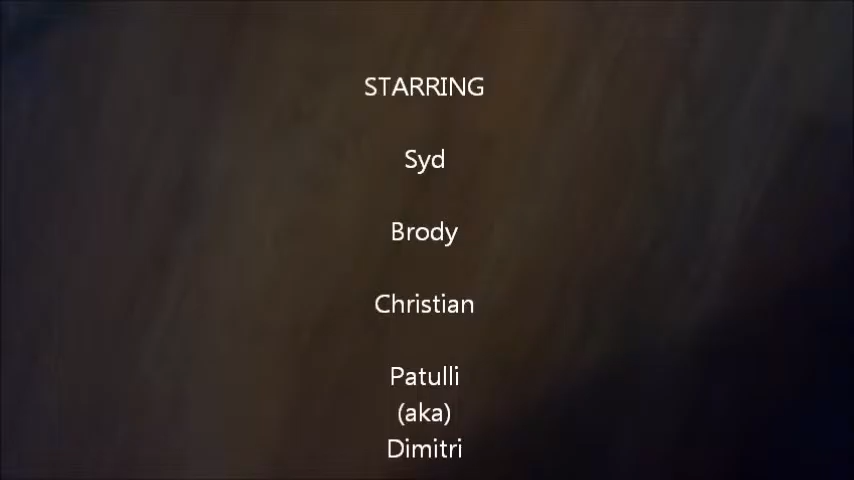 STARRING
Syd
Brody
Christian
Patulli
(aka)
Dimitri